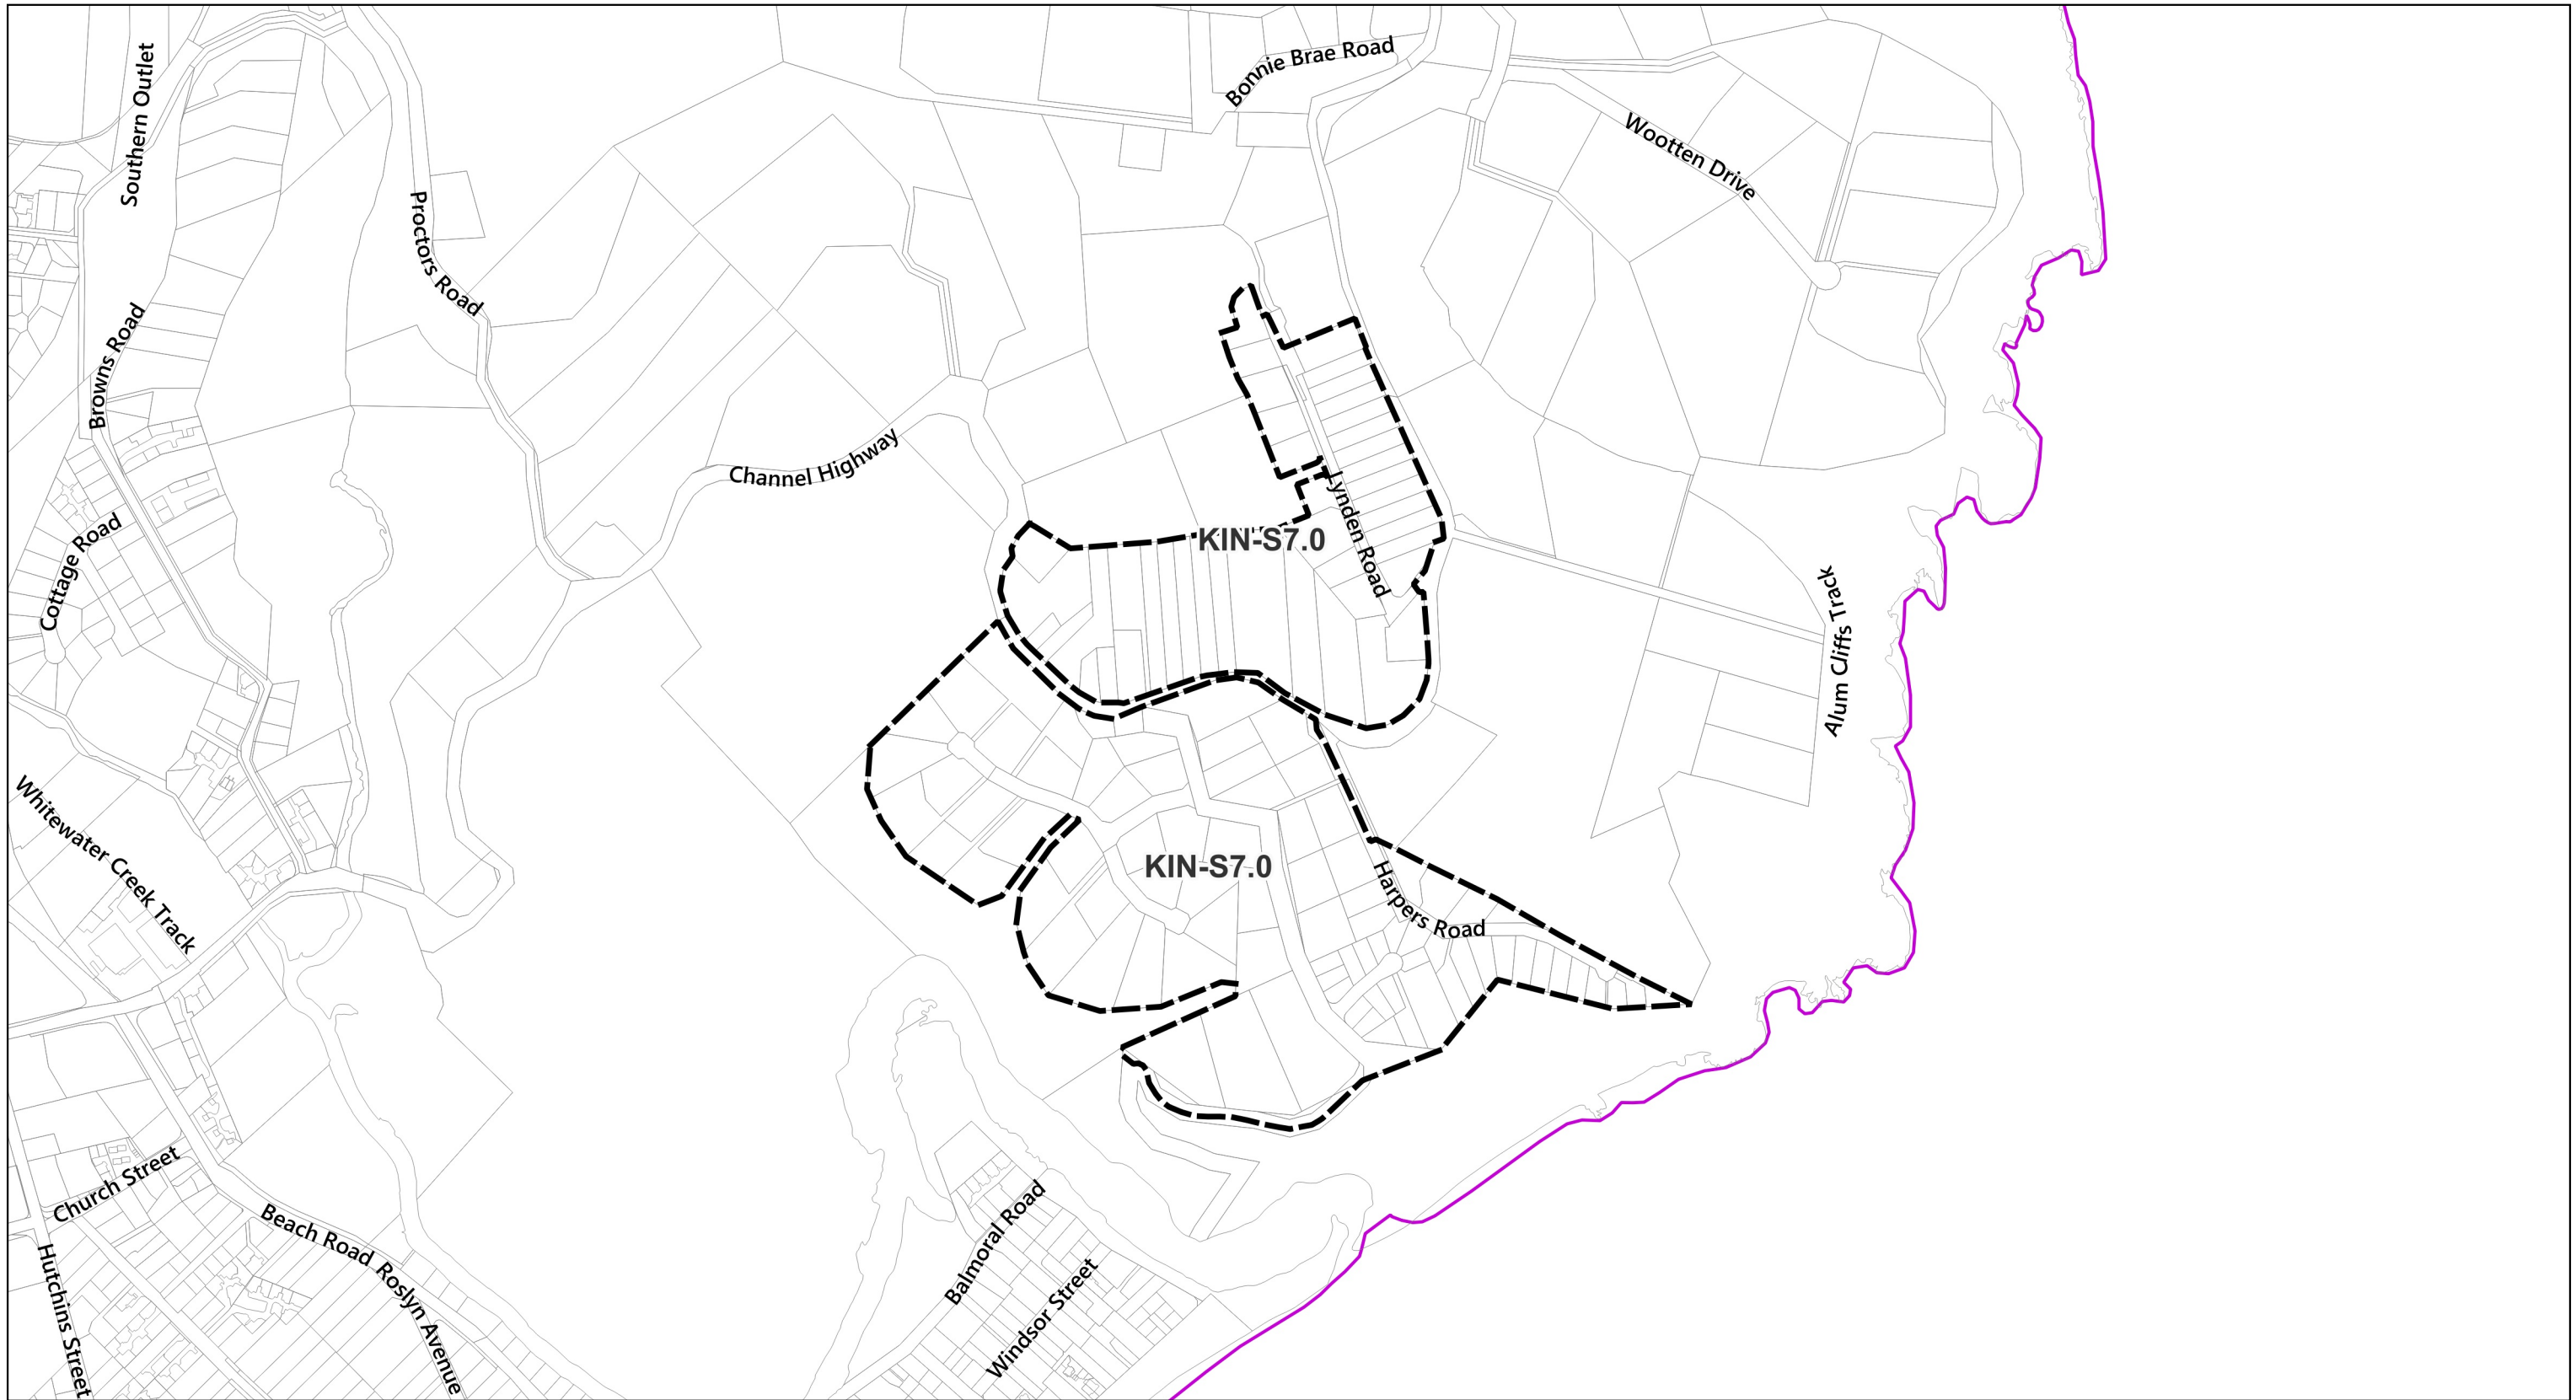 Southern Outlet
Bonnie Brae Road
Wootten Drive
Proctors Road
Browns Road
Channel Highway
Lynden Road
Cottage Road
KIN-S7.0
Alum Cliffs Track
Whitewater Creek Track
KIN-S7.0
Harpers Road
Church Street
Beach Road
Roslyn Avenue
Hutchins Street
Balmoral Road
Windsor Street